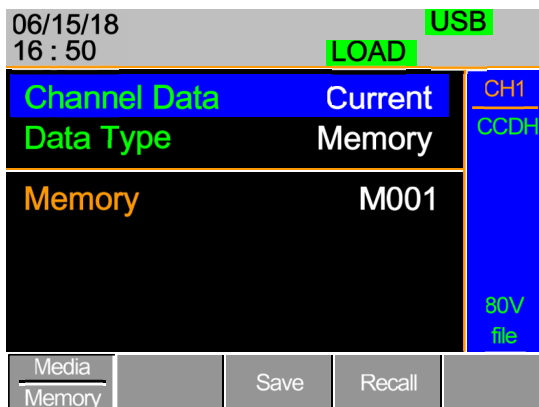 06/15/18 USB
16 : 50 LOAD
Channel Data Current
Data Type Memory
Memory M001
CH1
CCDH
80V
file
Media
Memory
Save
Recall